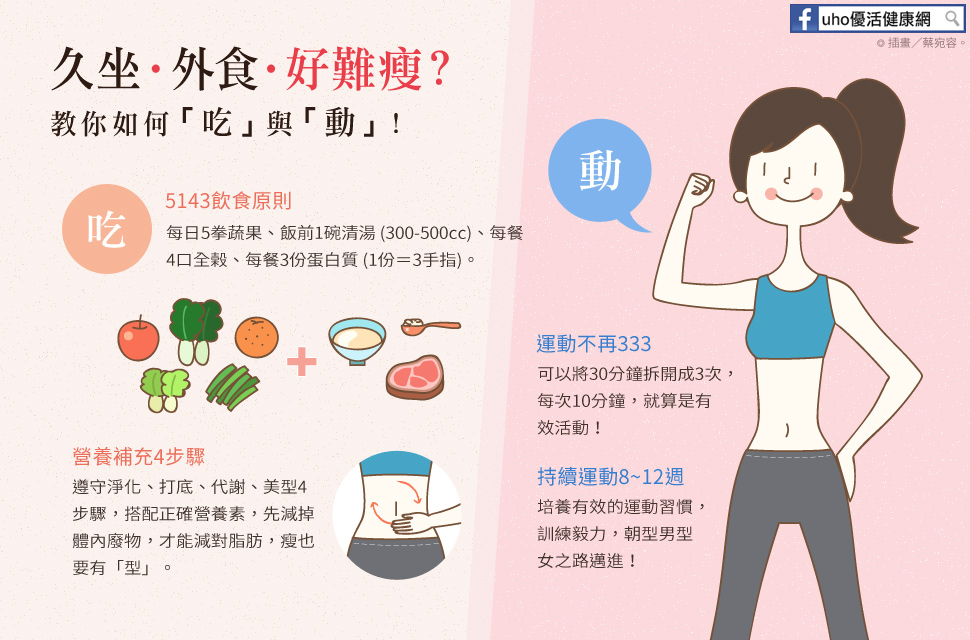 uho優活健康網
◎插畫／蔡宛容。
久坐·外食·好難瘦？
教你如何「吃」與「動」!
吃
5143飲食原則
每日5拳蔬果、飯前1碗清湯 (300-500cc)、每餐
4口全穀、每餐3份蛋白質 (1份＝3手指)。
營養補充4步驟
遵守淨化、打底、代謝、美型4
步驟，搭配正確營養素，先減掉
體內廢物，才能減對脂肪，瘦也
要有「型」。
動
運動不再333
可以將30分鐘拆開成3次，
每次10分鐘，就算是有
效活動！
持續運動8~12週
培養有效的運動習慣，
訓練毅力，朝型男型
女之路邁進！